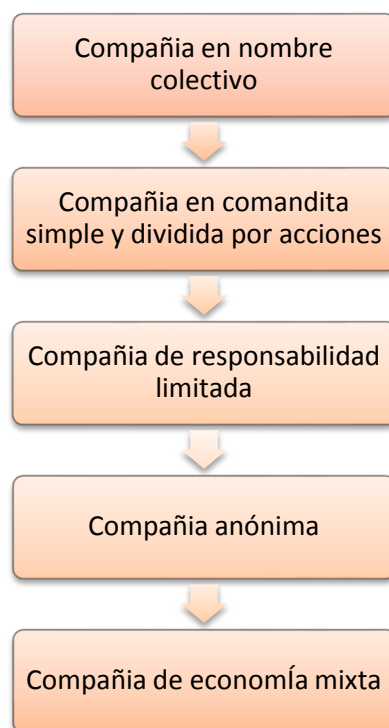 Compañia en nombre
colectivo
Compañia en comandita
simple y dividida por acciones
Compañia de responsabilidad
limitada
Compañia anónima
Compañia de economÍa mixta